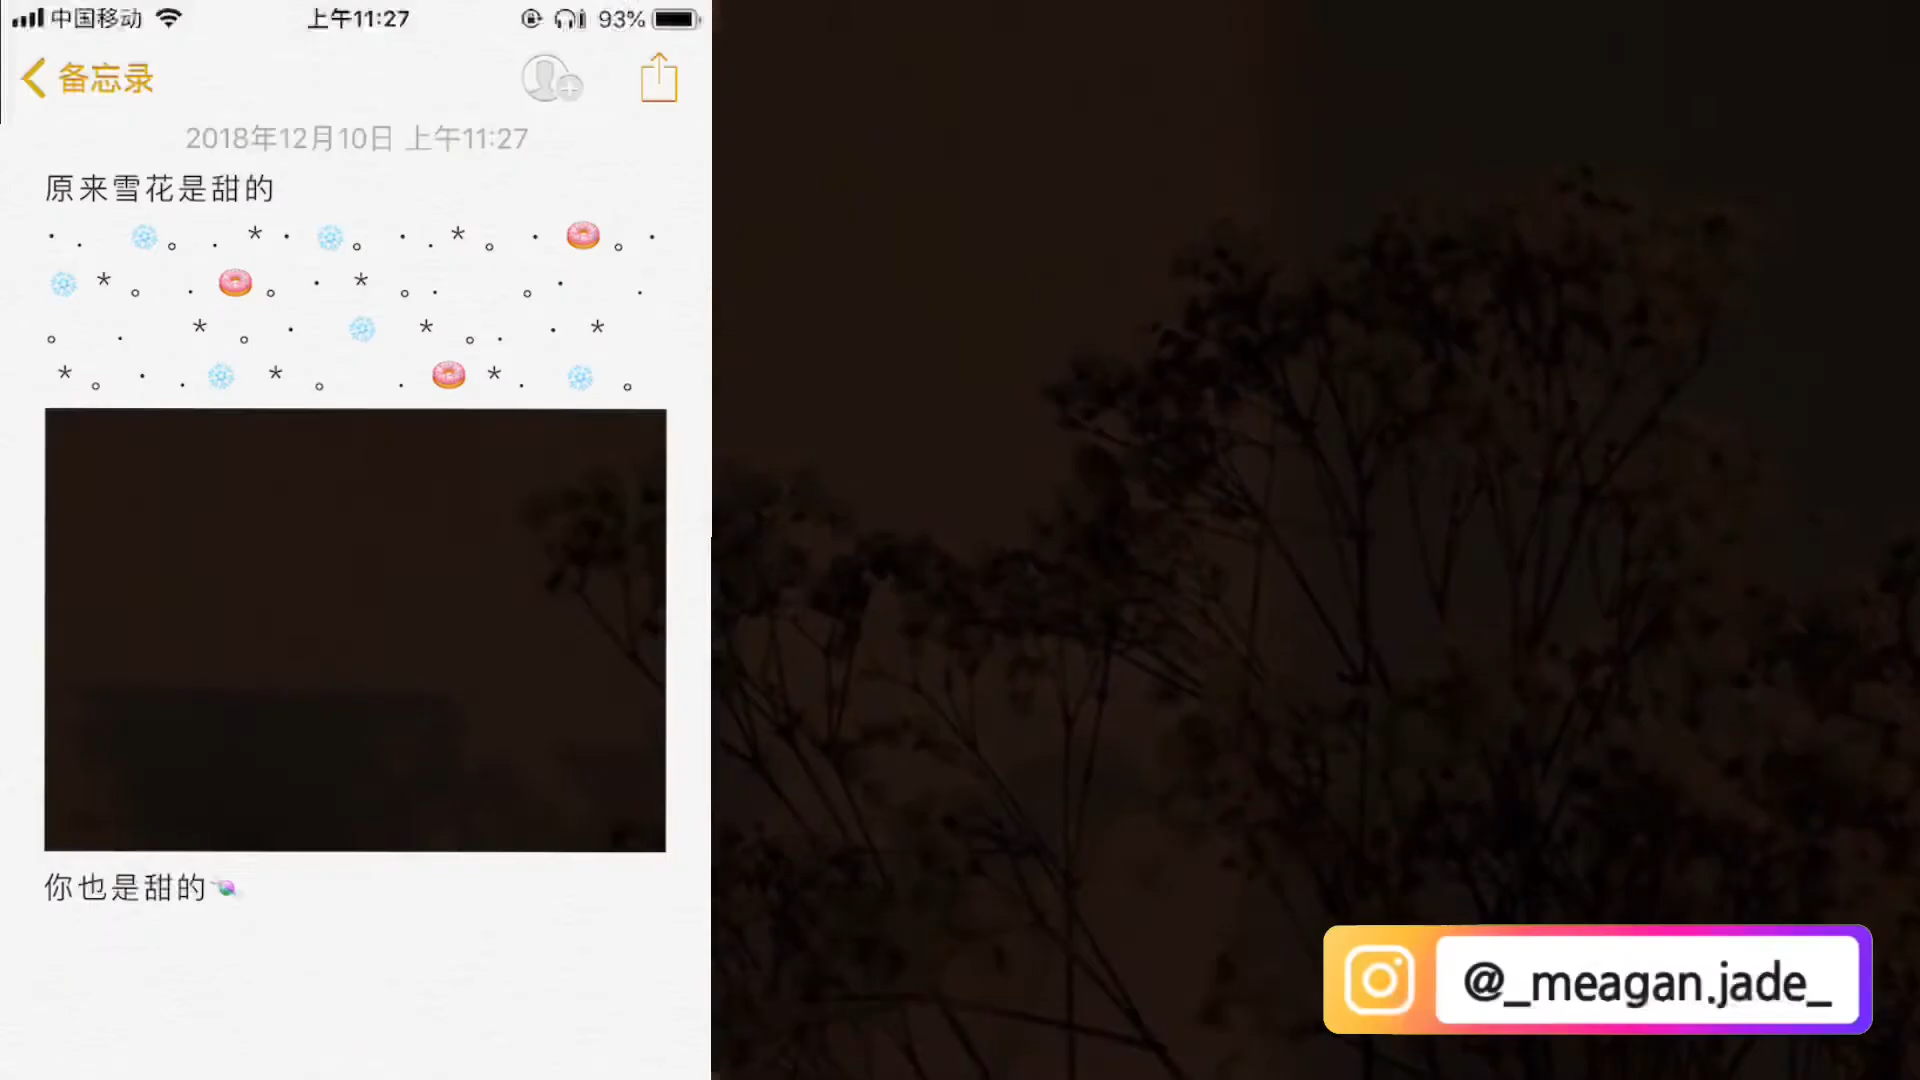 中国移动 上午11:27 93%
备忘录
2018年12月10日 上午11:27
原来雪花是甜的
· . ❄️。 . * · ❄️。 · . * 。 · 🍩 。·
❄️ * 。 . 🍩 。 · * 。. 。· .
。 . * 。 · ❄️ * 。. · *
* 。 · . ❄️ * 。 . 🍩 * . ❄️ 。
你也是甜的🍬
@_meagan.jade_